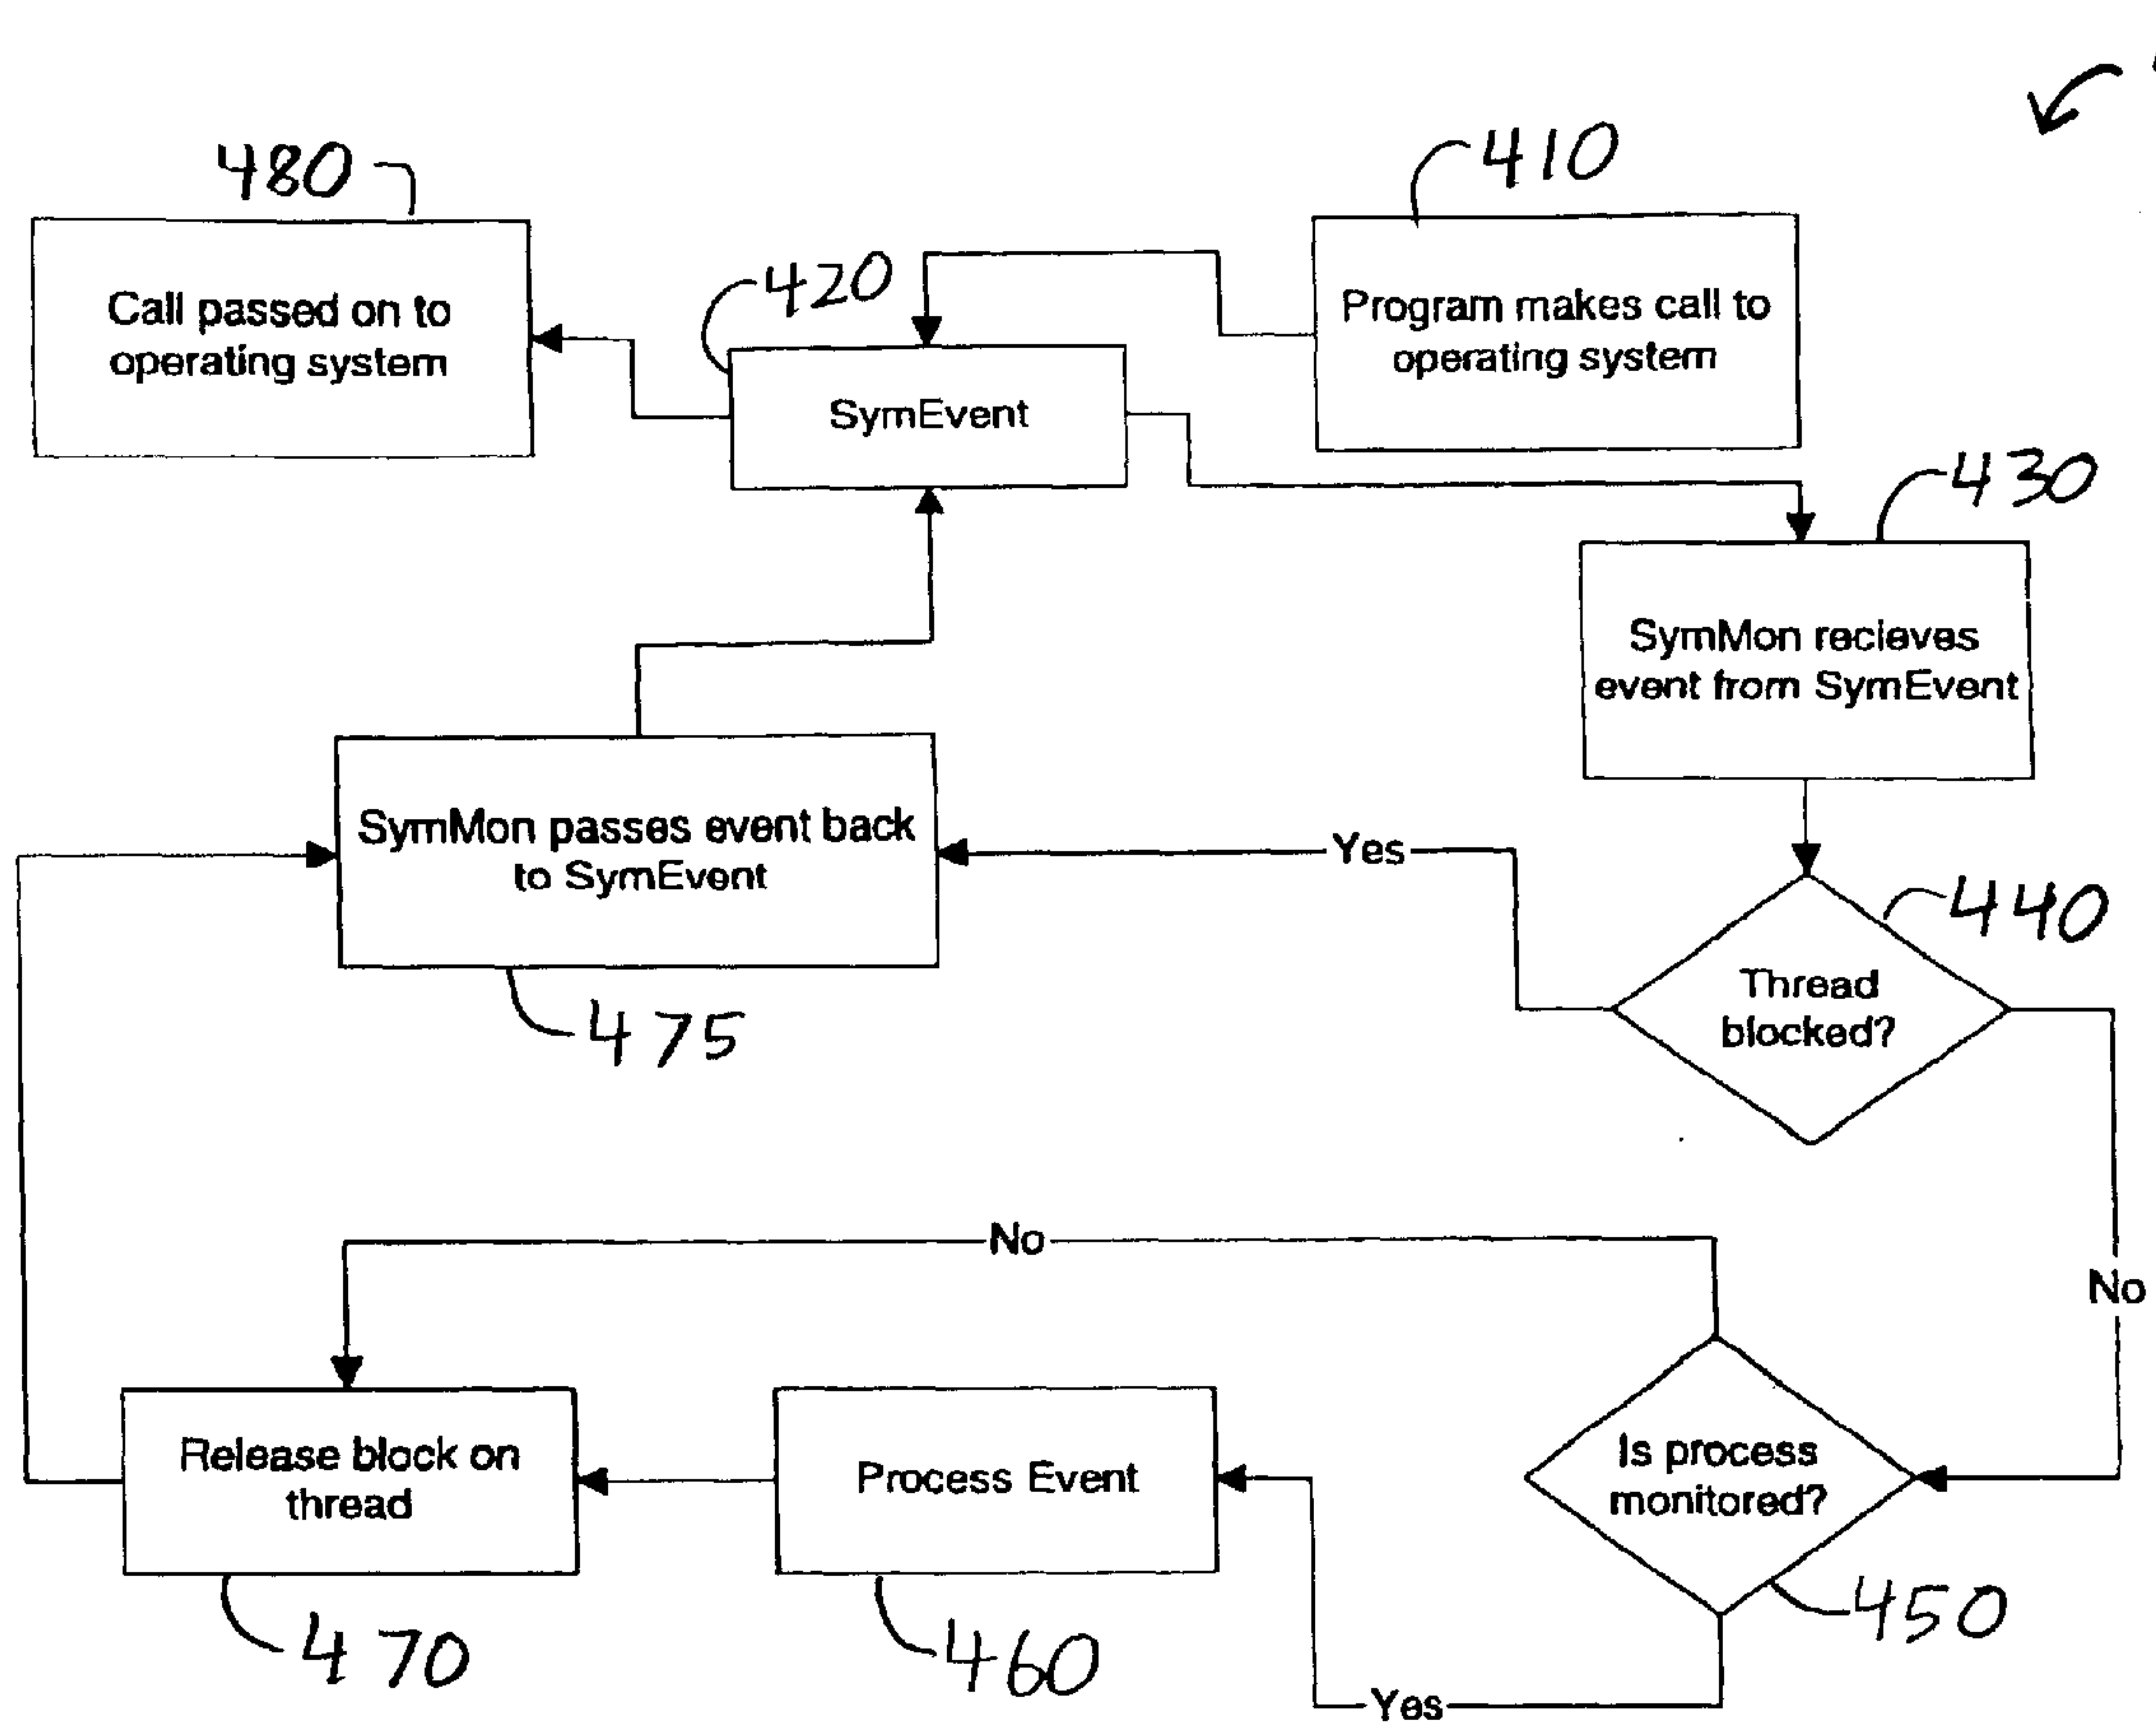 480
410
420
Call passed on to
operating system
Program makes call to
operating system
SymEvent
430
SymMon recieves
event from SymEvent
SymMon passes event back
to SymEvent
Yes
440
Thread
blocked?
475
No
No
Release block on
thread
Process Event
Is process
monitored?
470
460
450
Yes